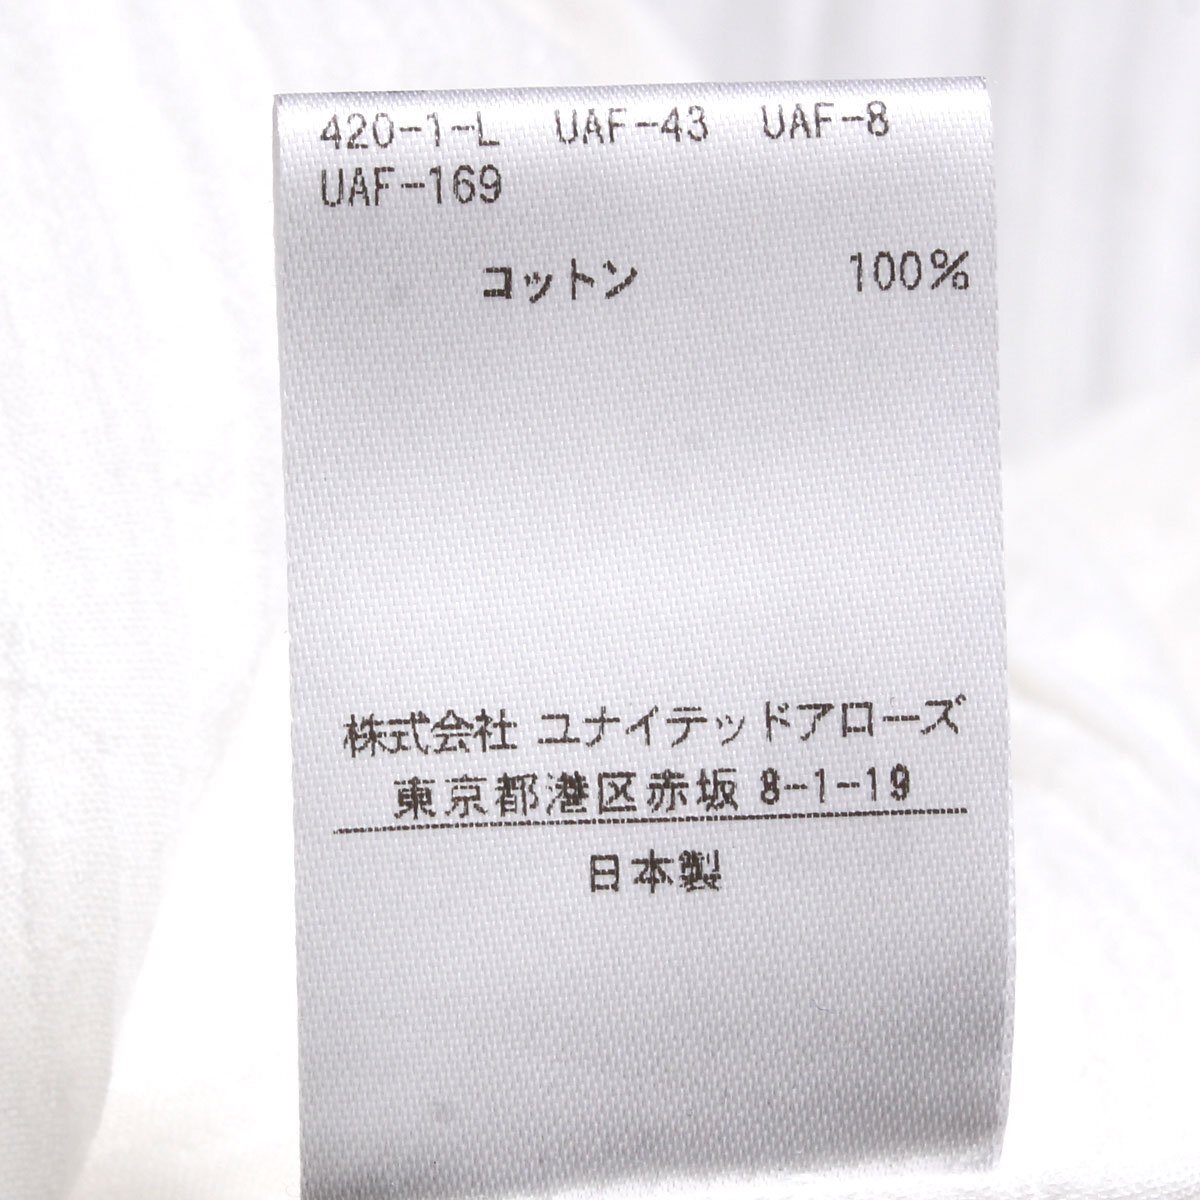 420-1-L UAF-43 UAF-8
UAF-169
コットン 100%
株式会社 ユナイテッドアローズ
東京都港区赤坂 8-1-19
日本製